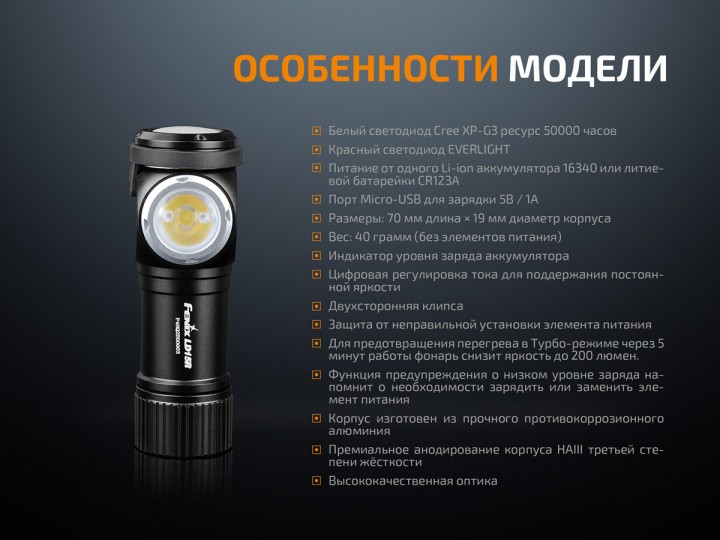 ОСОБЕННОСТИ МОДЕЛИ
Белый светодиод Cree XP-G3 ресурс 50000 часов
Красный светодиод EVERLIGHT
Питание от одного Li-ion аккумулятора 16340 или литие-
вой батарейки CR123A
Порт Micro-USB для зарядки 5В / 1А
Размеры: 70 мм длина × 19 мм диаметр корпуса
Вес: 40 грамм (без элементов питания)
Индикатор уровня заряда аккумулятора
Цифровая регулировка тока для поддержания постоян-
ной яркости
Двухсторонняя клипса
Защита от неправильной установки элемента питания
Для предотвращения перегрева в Турбо-режиме через 5
минут работы фонарь снизит яркость до 200 люмен.
Функция предупреждения о низком уровне заряда на-
помнит о необходимости зарядить или заменить эле-
мент питания
Корпус изготовен из прочного противокоррозионного
алюминия
Премиальное анодирование корпуса HAIII третьей сте-
пени жёсткости
Высококачественная оптика
FENIX LD15R